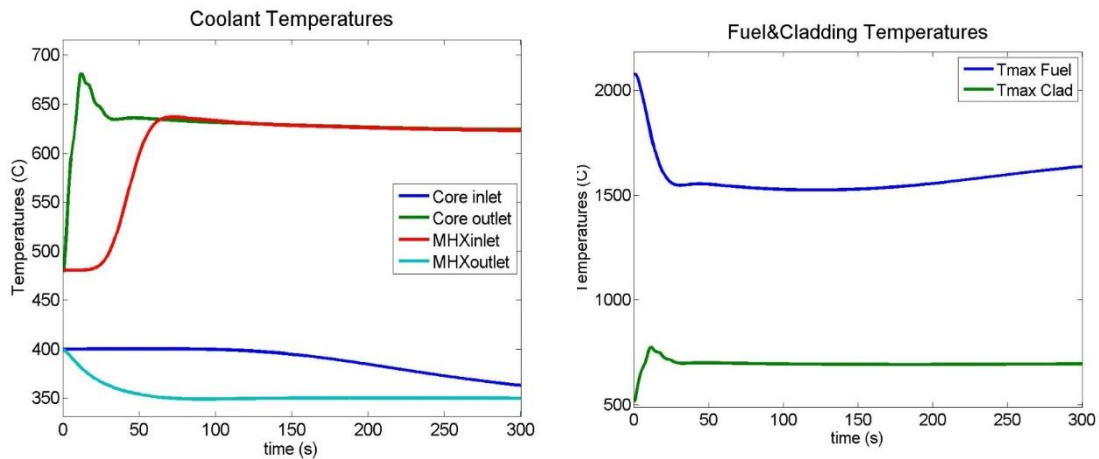 Coolant Temperatures
700
650
600
550
500
450
400
350
Temperatures (C)
Core inlet
Core outlet
MHXinlet
MHXoutlet
0
50
100
150
200
250
300
time (s)
Fuel&Cladding Temperatures
2000
1500
1000
500
Temperatures (C)
Tmax Fuel
Tmax Clad
0
50
100
150
200
250
300
time (s)